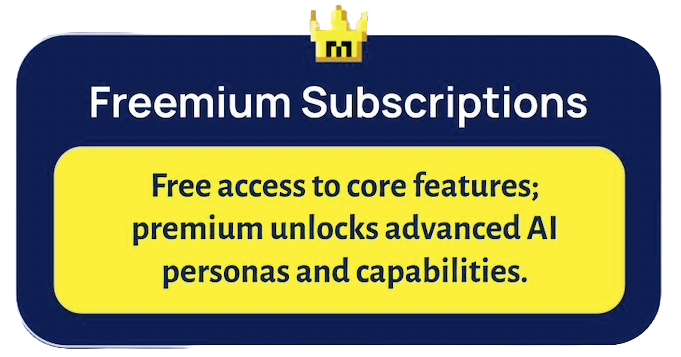 m
Freemium Subscriptions
Free access to core features;
premium unlocks advanced AI
personas and capabilities.